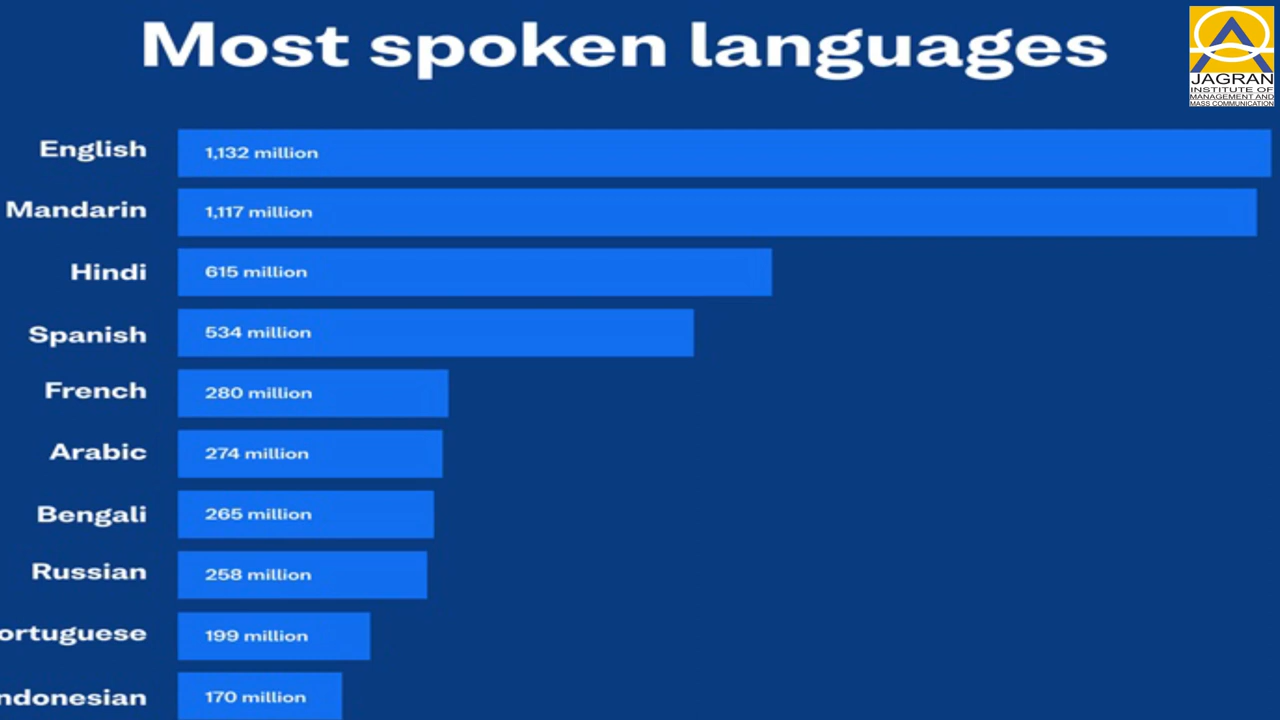 Most spoken languages
JAGRAN
INSTITUTE OF
MANAGEMENT AND
MASS COMMUNICATION
English 1,132 million
Mandarin 1,117 million
Hindi 615 million
Spanish 534 million
French 280 million
Arabic 274 million
Bengali 265 million
Russian 258 million
ortuguese 199 million
ndonesian 170 million